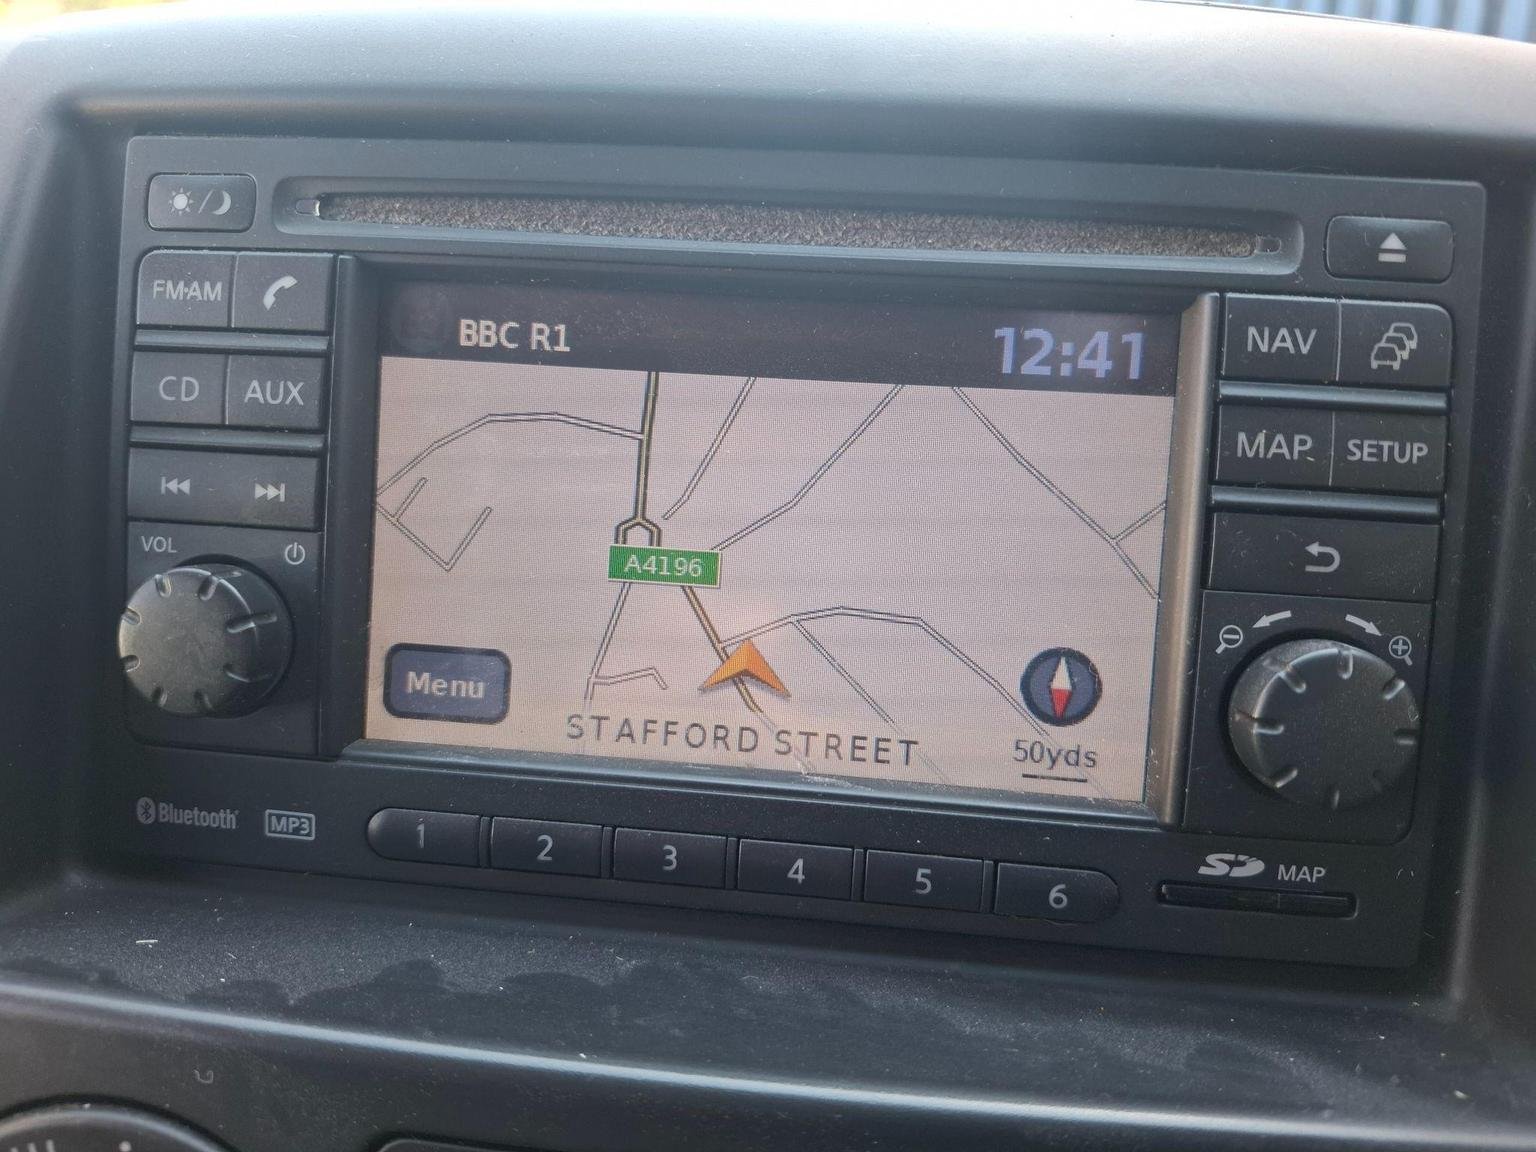 FM·AM
CD
AUX
VOL
BBC R1
12:41
A4196
Menu
STAFFORD STREET
50yds
NAV
MAP
SETUP
Bluetooth
MP3
1
2
3
4
5
6
SD
MAP